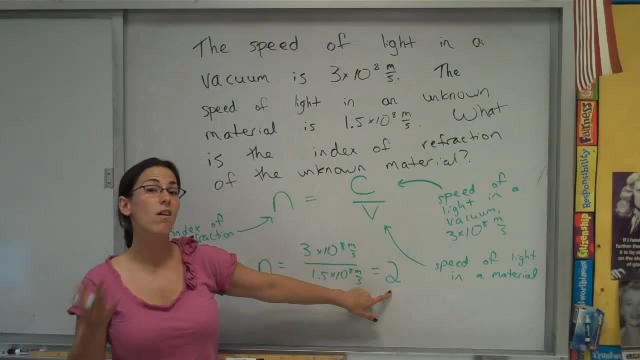 The speed of light in a
vacuum is 3×10⁸ m/s. The
speed of light in an unknown
material is 1.5×10⁸ m/s. What
is the index of refraction
of the unknown material?
n = C/V
index of
refraction
speed of
light in a
vacuum,
3×10⁸ m/s
n = 3×10⁸ m/s / 1.5×10⁸ m/s = 2
speed of light
in a material
Fairness
Responsibility